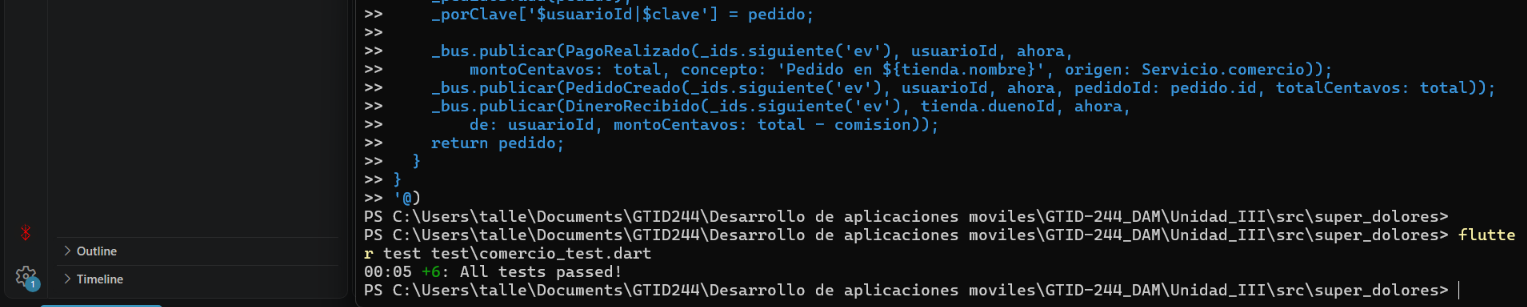 >>     _porClave['$usuarioId|$clave'] = pedido;
>>
>>     _bus.publicar(PagoRealizado(_ids.siguiente('ev'), usuarioId, ahora,
>>         montoCentavos: total, concepto: 'Pedido en ${tienda.nombre}', origen: Servicio.comercio));
>>     _bus.publicar(PedidoCreado(_ids.siguiente('ev'), usuarioId, ahora, pedidoId: pedido.id, totalCentavos: total));
>>     _bus.publicar(DineroRecibido(_ids.siguiente('ev'), tienda.duenoId, ahora,
>>         de: usuarioId, montoCentavos: total - comision));
>>     return pedido;
>>   }
>> }
>> '@)
PS C:\Users\talle\Documents\GTID244\Desarrollo de aplicaciones moviles\GTID-244_DAM\Unidad_III\src\super_dolores>
PS C:\Users\talle\Documents\GTID244\Desarrollo de aplicaciones moviles\GTID-244_DAM\Unidad_III\src\super_dolores> flutte
r test test\comercio_test.dart
00:05 +6: All tests passed!
PS C:\Users\talle\Documents\GTID244\Desarrollo de aplicaciones moviles\GTID-244_DAM\Unidad_III\src\super_dolores>
Outline
Timeline
1